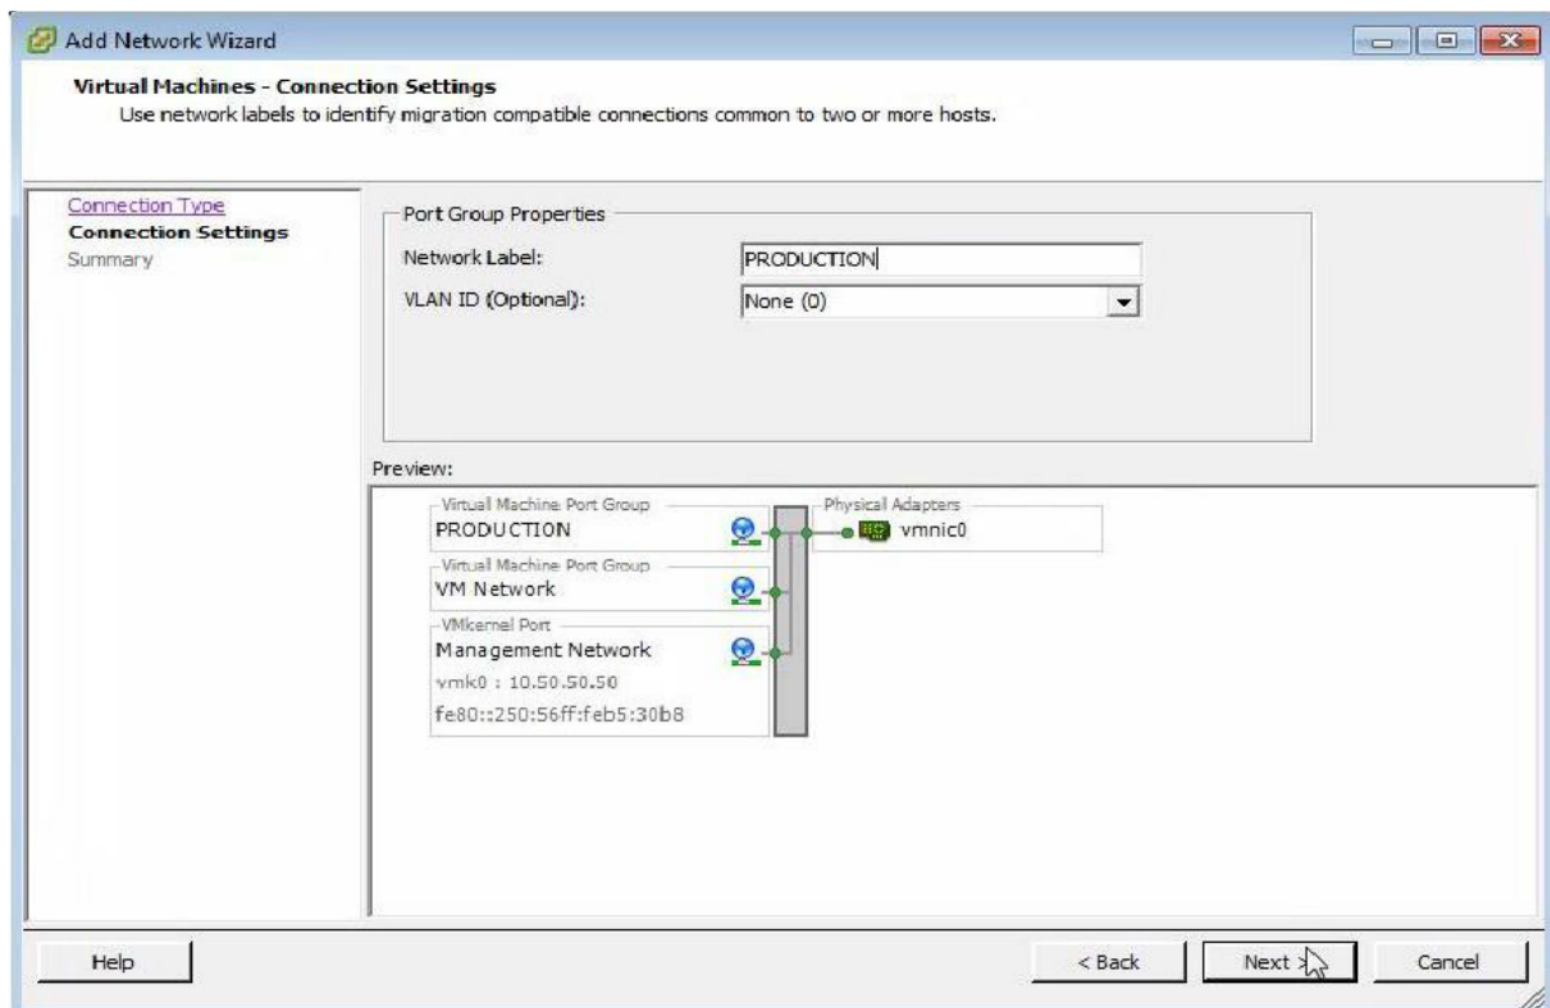 Add Network Wizard
Virtual Machines - Connection Settings
Use network labels to identify migration compatible connections common to two or more hosts.
Connection Type
Connection Settings
Summary
Port Group Properties
Network Label:
PRODUCTION
VLAN ID (Optional):
None (0)
Preview:
Virtual Machine Port Group
PRODUCTION
Virtual Machine Port Group
VM Network
VMkernel Port
Management Network
vmk0 : 10.50.50.50
fe80::250:56ff:feb5:30b8
Physical Adapters
vmnic0
Help
< Back
Next >
Cancel